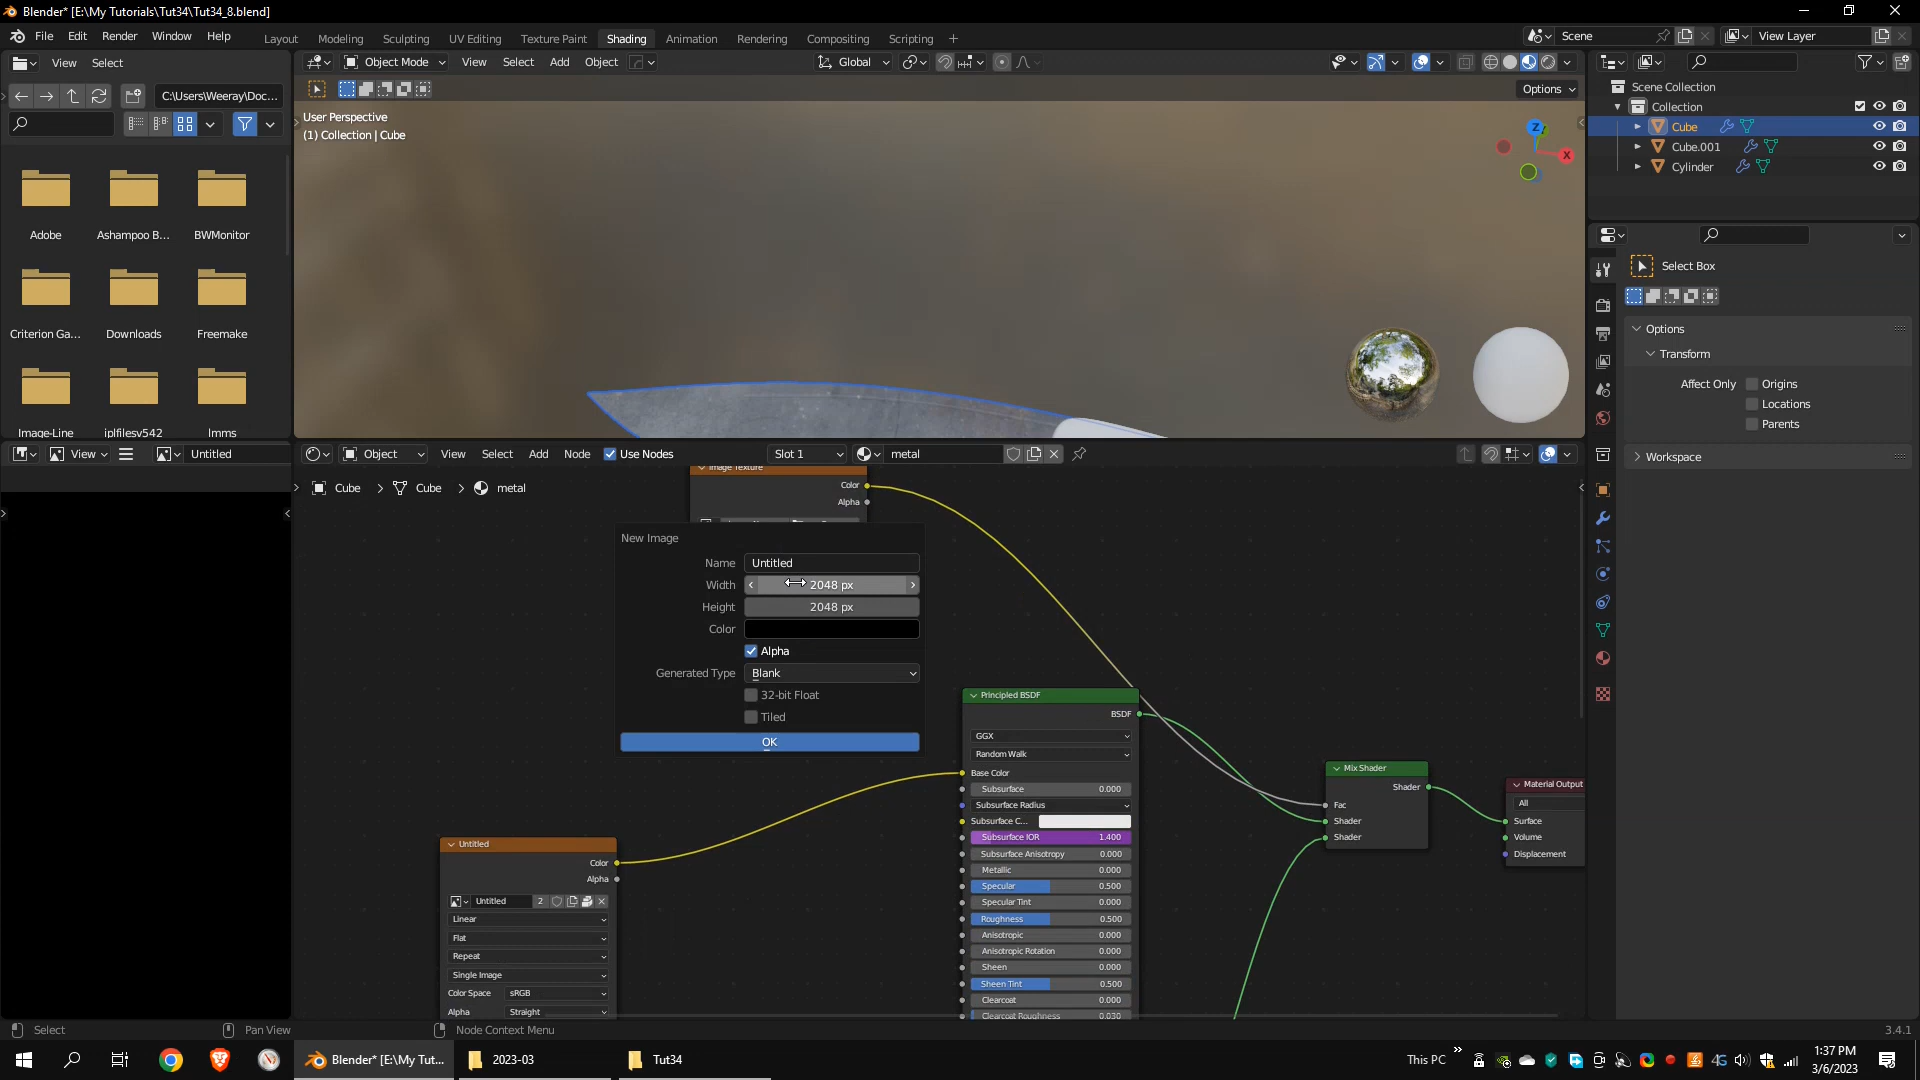 Blender* [E:\My Tutorials\Tut34\Tut34_8.blend]
File Edit Render Window Help
Layout Modeling Sculpting UV Editing Texture Paint Shading Animation Rendering Compositing Scripting +
Scene
View Layer
View Select
Object Mode View Select Add Object
Global
C:\Users\Weeray\Doc...
Options
Scene Collection
Collection
Cube
Cube.001
Cylinder
User Perspective
(1) Collection | Cube
Z
X
Adobe Ashampoo B... BWMonitor
Criterion Ga... Downloads Freemake
Image-Line iplfilesv542 lmms
Select Box
Options
Transform
Affect Only Origins
Locations
Parents
Workspace
View Untitled
Object View Select Add Node Use Nodes Slot 1 metal
Cube > Cube > metal
Image Texture
Color
Alpha
New Image
Name Untitled
Width 2048 px
Height 2048 px
Color
Alpha
Generated Type Blank
32-bit Float
Tiled
OK
Principled BSDF
BSDF
GGX
Random Walk
Base Color
Subsurface 0.000
Subsurface Radius
Subsurface C...
Subsurface IOR 1.400
Subsurface Anisotropy 0.000
Metallic 0.000
Specular 0.500
Specular Tint 0.000
Roughness 0.500
Anisotropic 0.000
Anisotropic Rotation 0.000
Sheen 0.000
Sheen Tint 0.500
Clearcoat 0.000
Clearcoat Roughness 0.030
Mix Shader
Shader
Fac
Shader
Shader
Material Output
All
Surface
Volume
Displacement
Untitled
Color
Alpha
Untitled 2
Linear
Flat
Repeat
Single Image
Color Space sRGB
Alpha Straight
Select Pan View Node Context Menu 3.4.1
Blender* [E:\My Tut... 2023-03 Tut34
This PC
4G
1:37 PM
3/6/2023